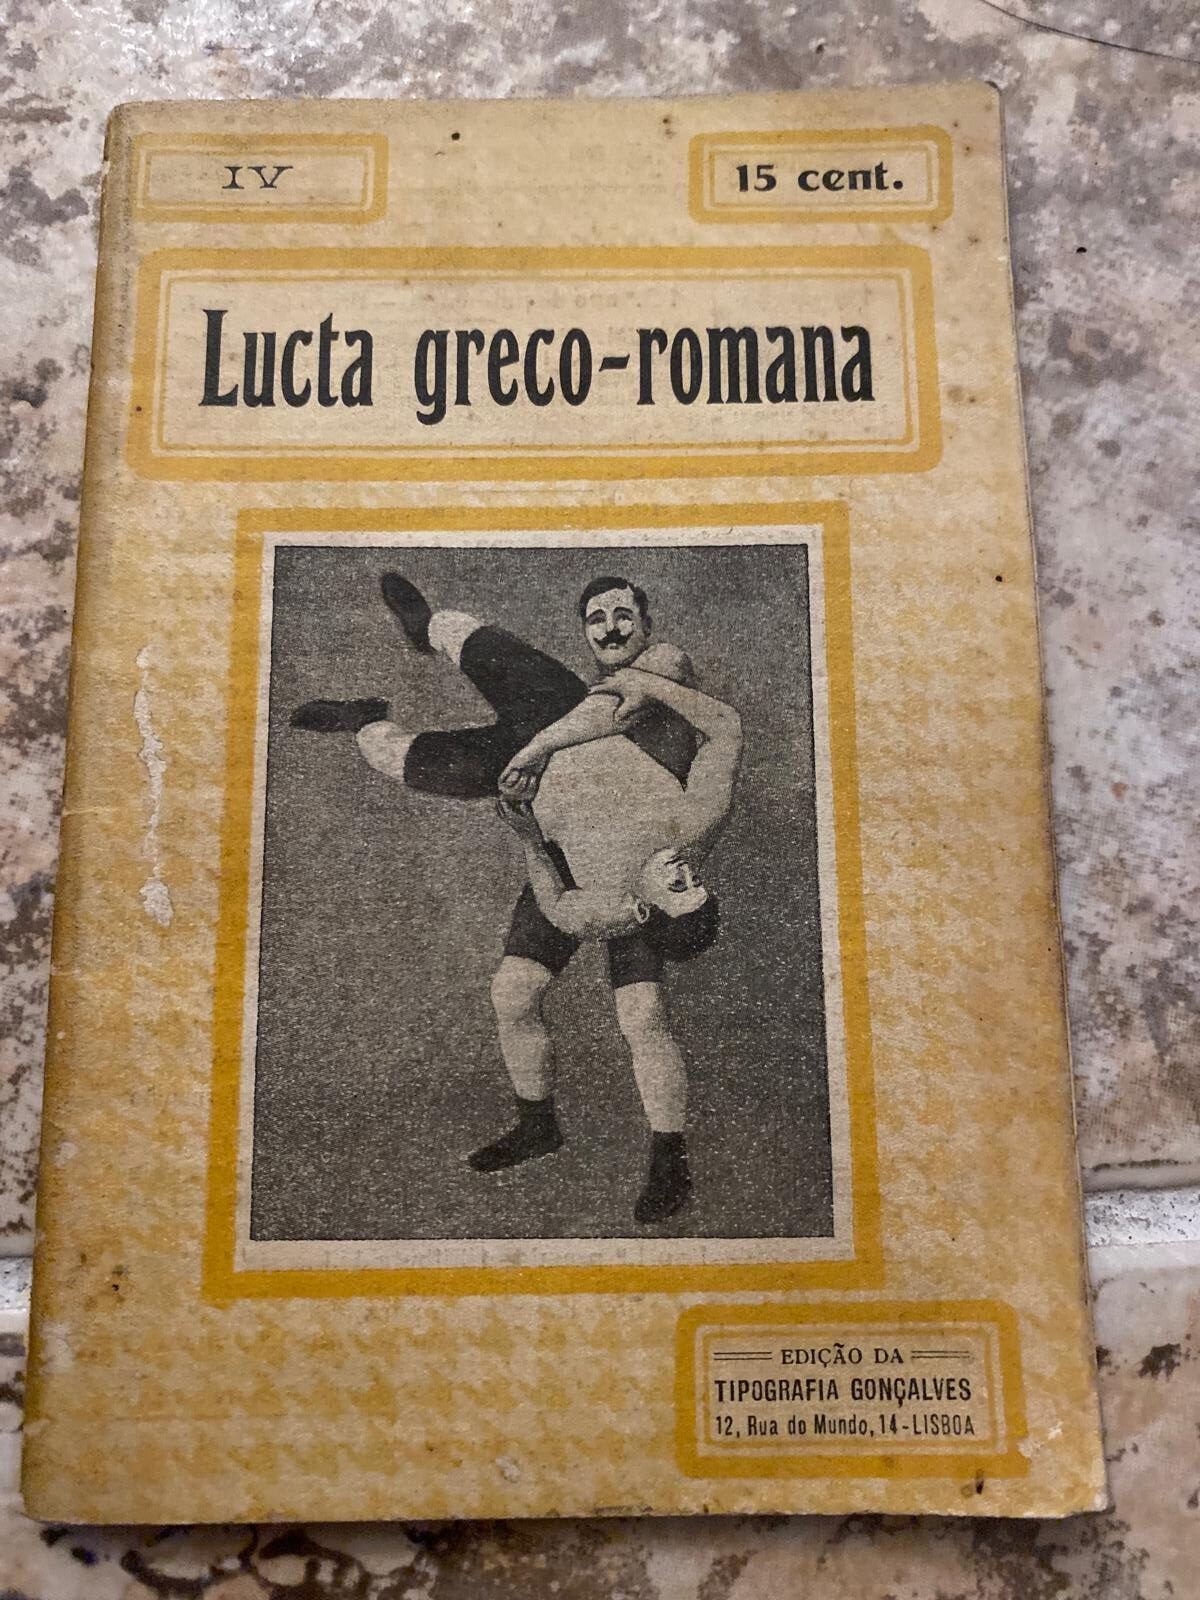 IV
15 cent.
Lucta greco-romana
EDIÇÃO DA
TIPOGRAFIA GONÇALVES
12, Rua do Mundo, 14-LISBOA